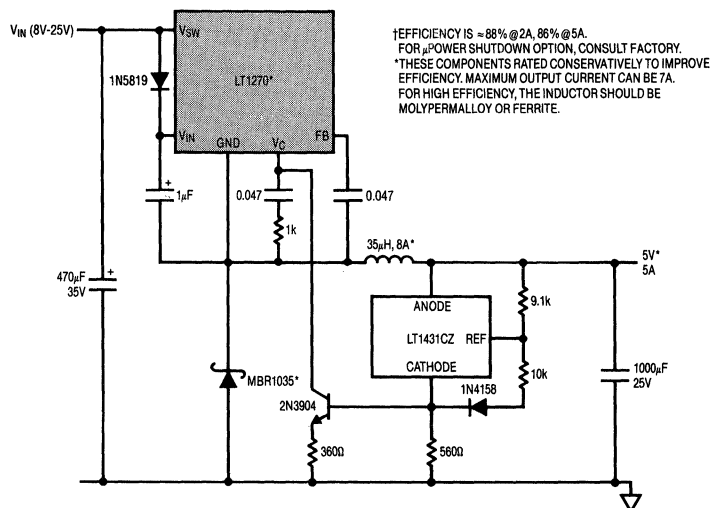 V_IN (8V-25V)
V_SW
1N5819
LT1270*
V_IN
GND
V_C
FB
†EFFICIENCY IS ≈88% @2A, 86% @5A.
FOR µPOWER SHUTDOWN OPTION, CONSULT FACTORY.
*THESE COMPONENTS RATED CONSERVATIVELY TO IMPROVE
EFFICIENCY. MAXIMUM OUTPUT CURRENT CAN BE 7A.
FOR HIGH EFFICIENCY, THE INDUCTOR SHOULD BE
MOLYPERMALLOY OR FERRITE.
+
1µF
0.047
0.047
1k
35µH, 8A*
5V*
5A
470µF
35V
+
ANODE
LT1431CZ
REF
CATHODE
9.1k
10k
1N4158
MBR1035*
2N3904
360Ω
560Ω
1000µF
25V